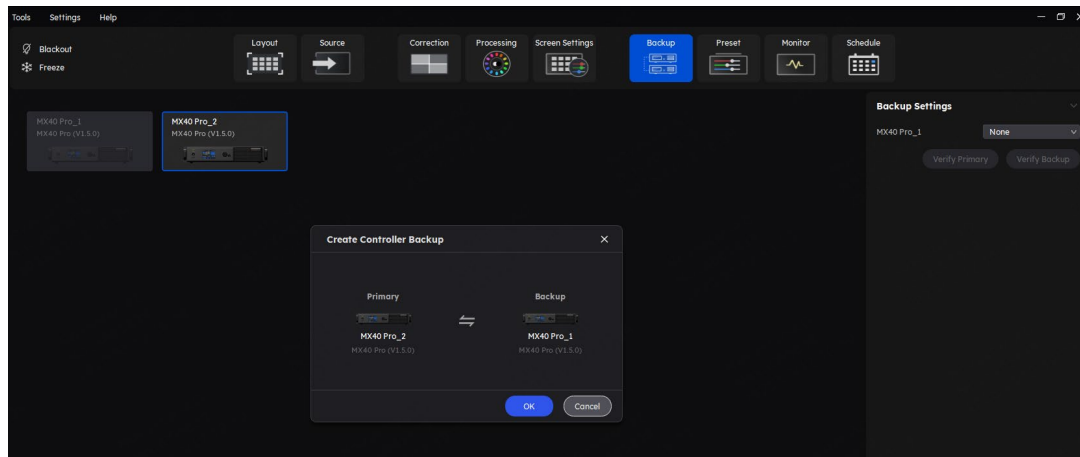 Tools Settings Help
Blackout
Freeze
Layout Source Correction Processing Screen Settings Backup Preset Monitor Schedule
MX40 Pro_1
MX40 Pro (V1.5.0)
MX40 Pro_2
MX40 Pro (V1.5.0)
Backup Settings
MX40 Pro_1 None
Verify Primary Verify Backup
Create Controller Backup
Primary Backup
MX40 Pro_2 MX40 Pro_1
MX40 Pro (V1.5.0) MX40 Pro (V1.5.0)
OK Cancel